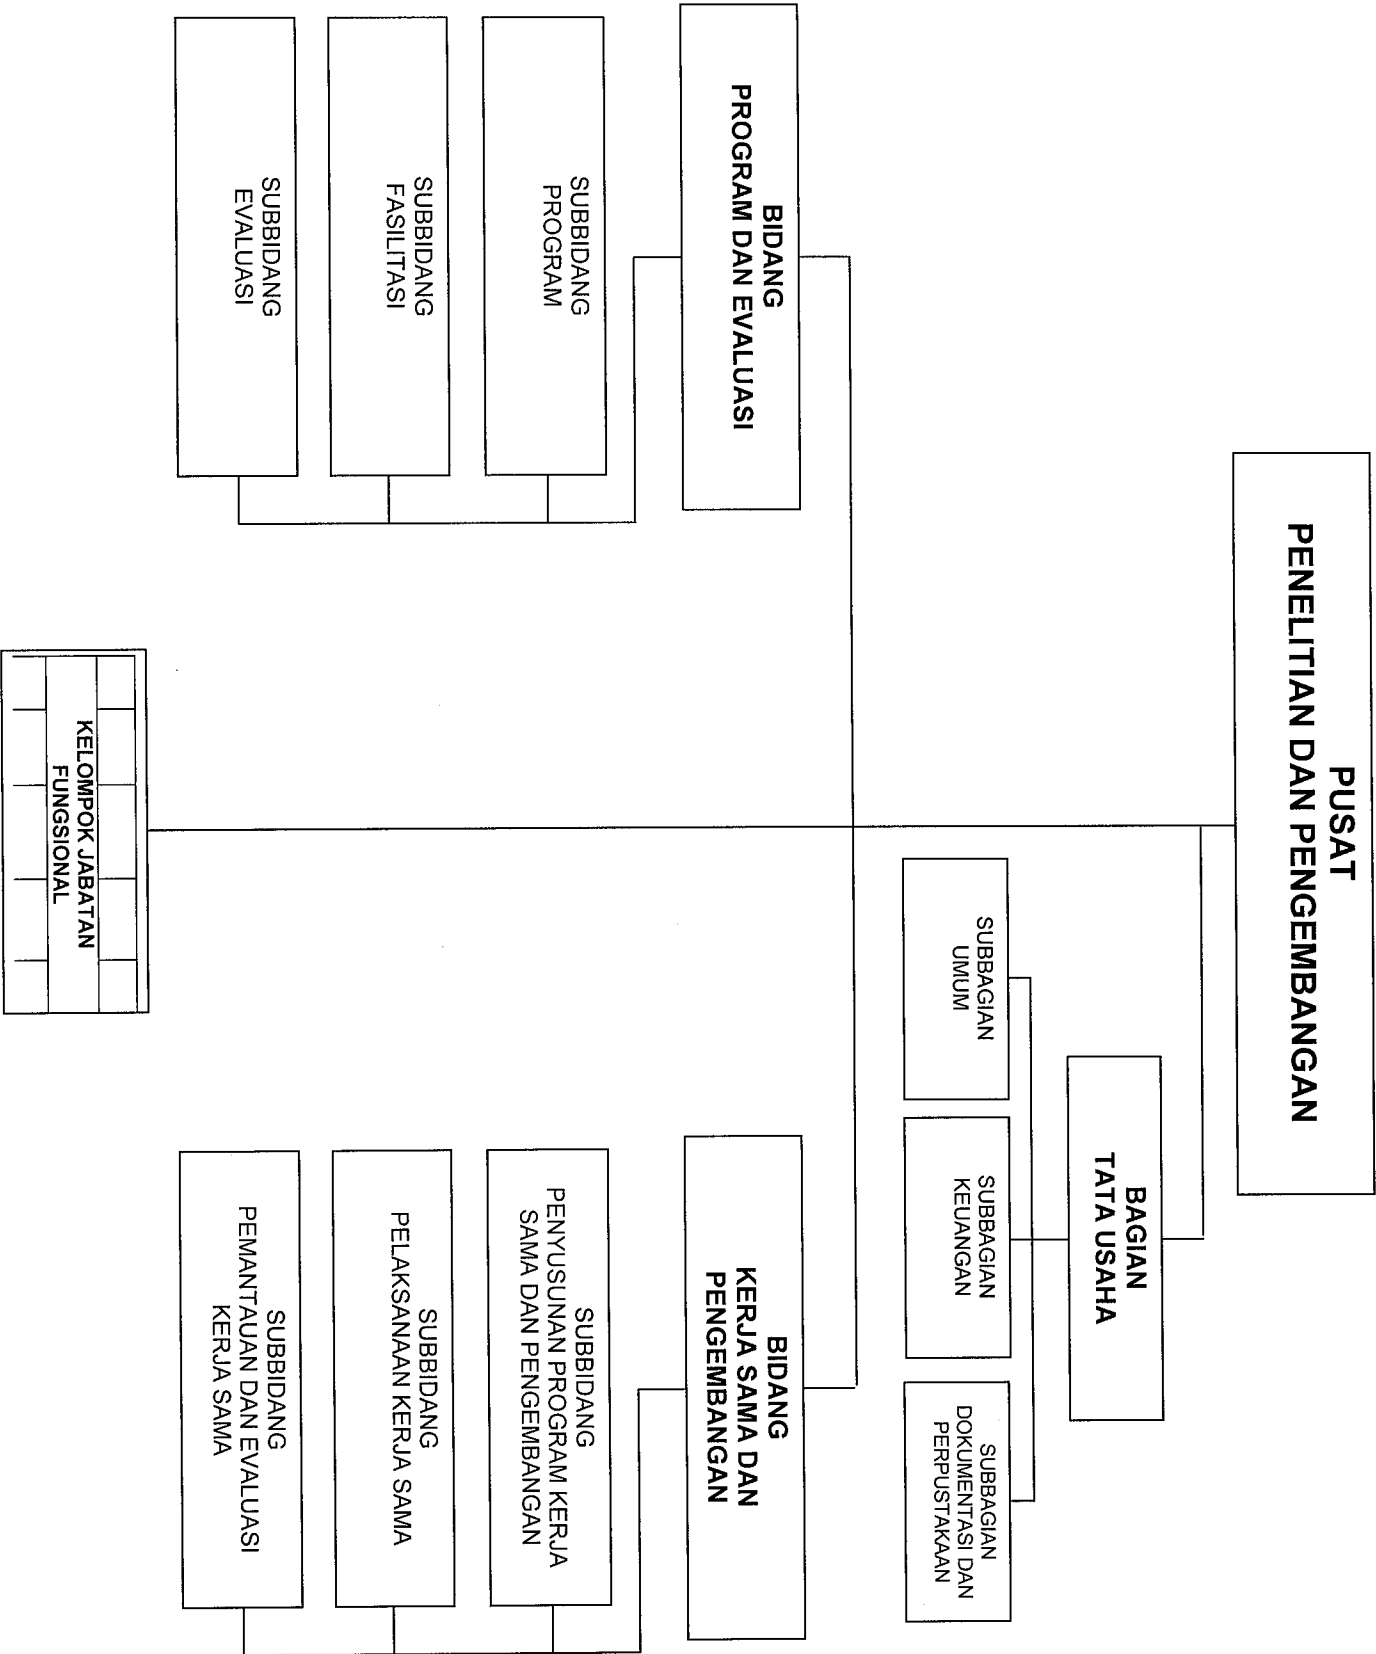 PUSAT
PENELITIAN DAN PENGEMBANGAN
BAGIAN
TATA USAHA
SUBBAGIAN
UMUM
SUBBAGIAN
KEUANGAN
SUBBAGIAN
DOKUMENTASI DAN
PERPUSTAKAAN
BIDANG
PROGRAM DAN EVALUASI
SUBBIDANG
PROGRAM
SUBBIDANG
FASILITASI
SUBBIDANG
EVALUASI
BIDANG
KERJA SAMA DAN
PENGEMBANGAN
SUBBIDANG
PENYUSUNAN PROGRAM KERJA
SAMA DAN PENGEMBANGAN
SUBBIDANG
PELAKSANAAN KERJA SAMA
SUBBIDANG
PEMANTAUAN DAN EVALUASI
KERJA SAMA
KELOMPOK JABATAN
FUNGSIONAL